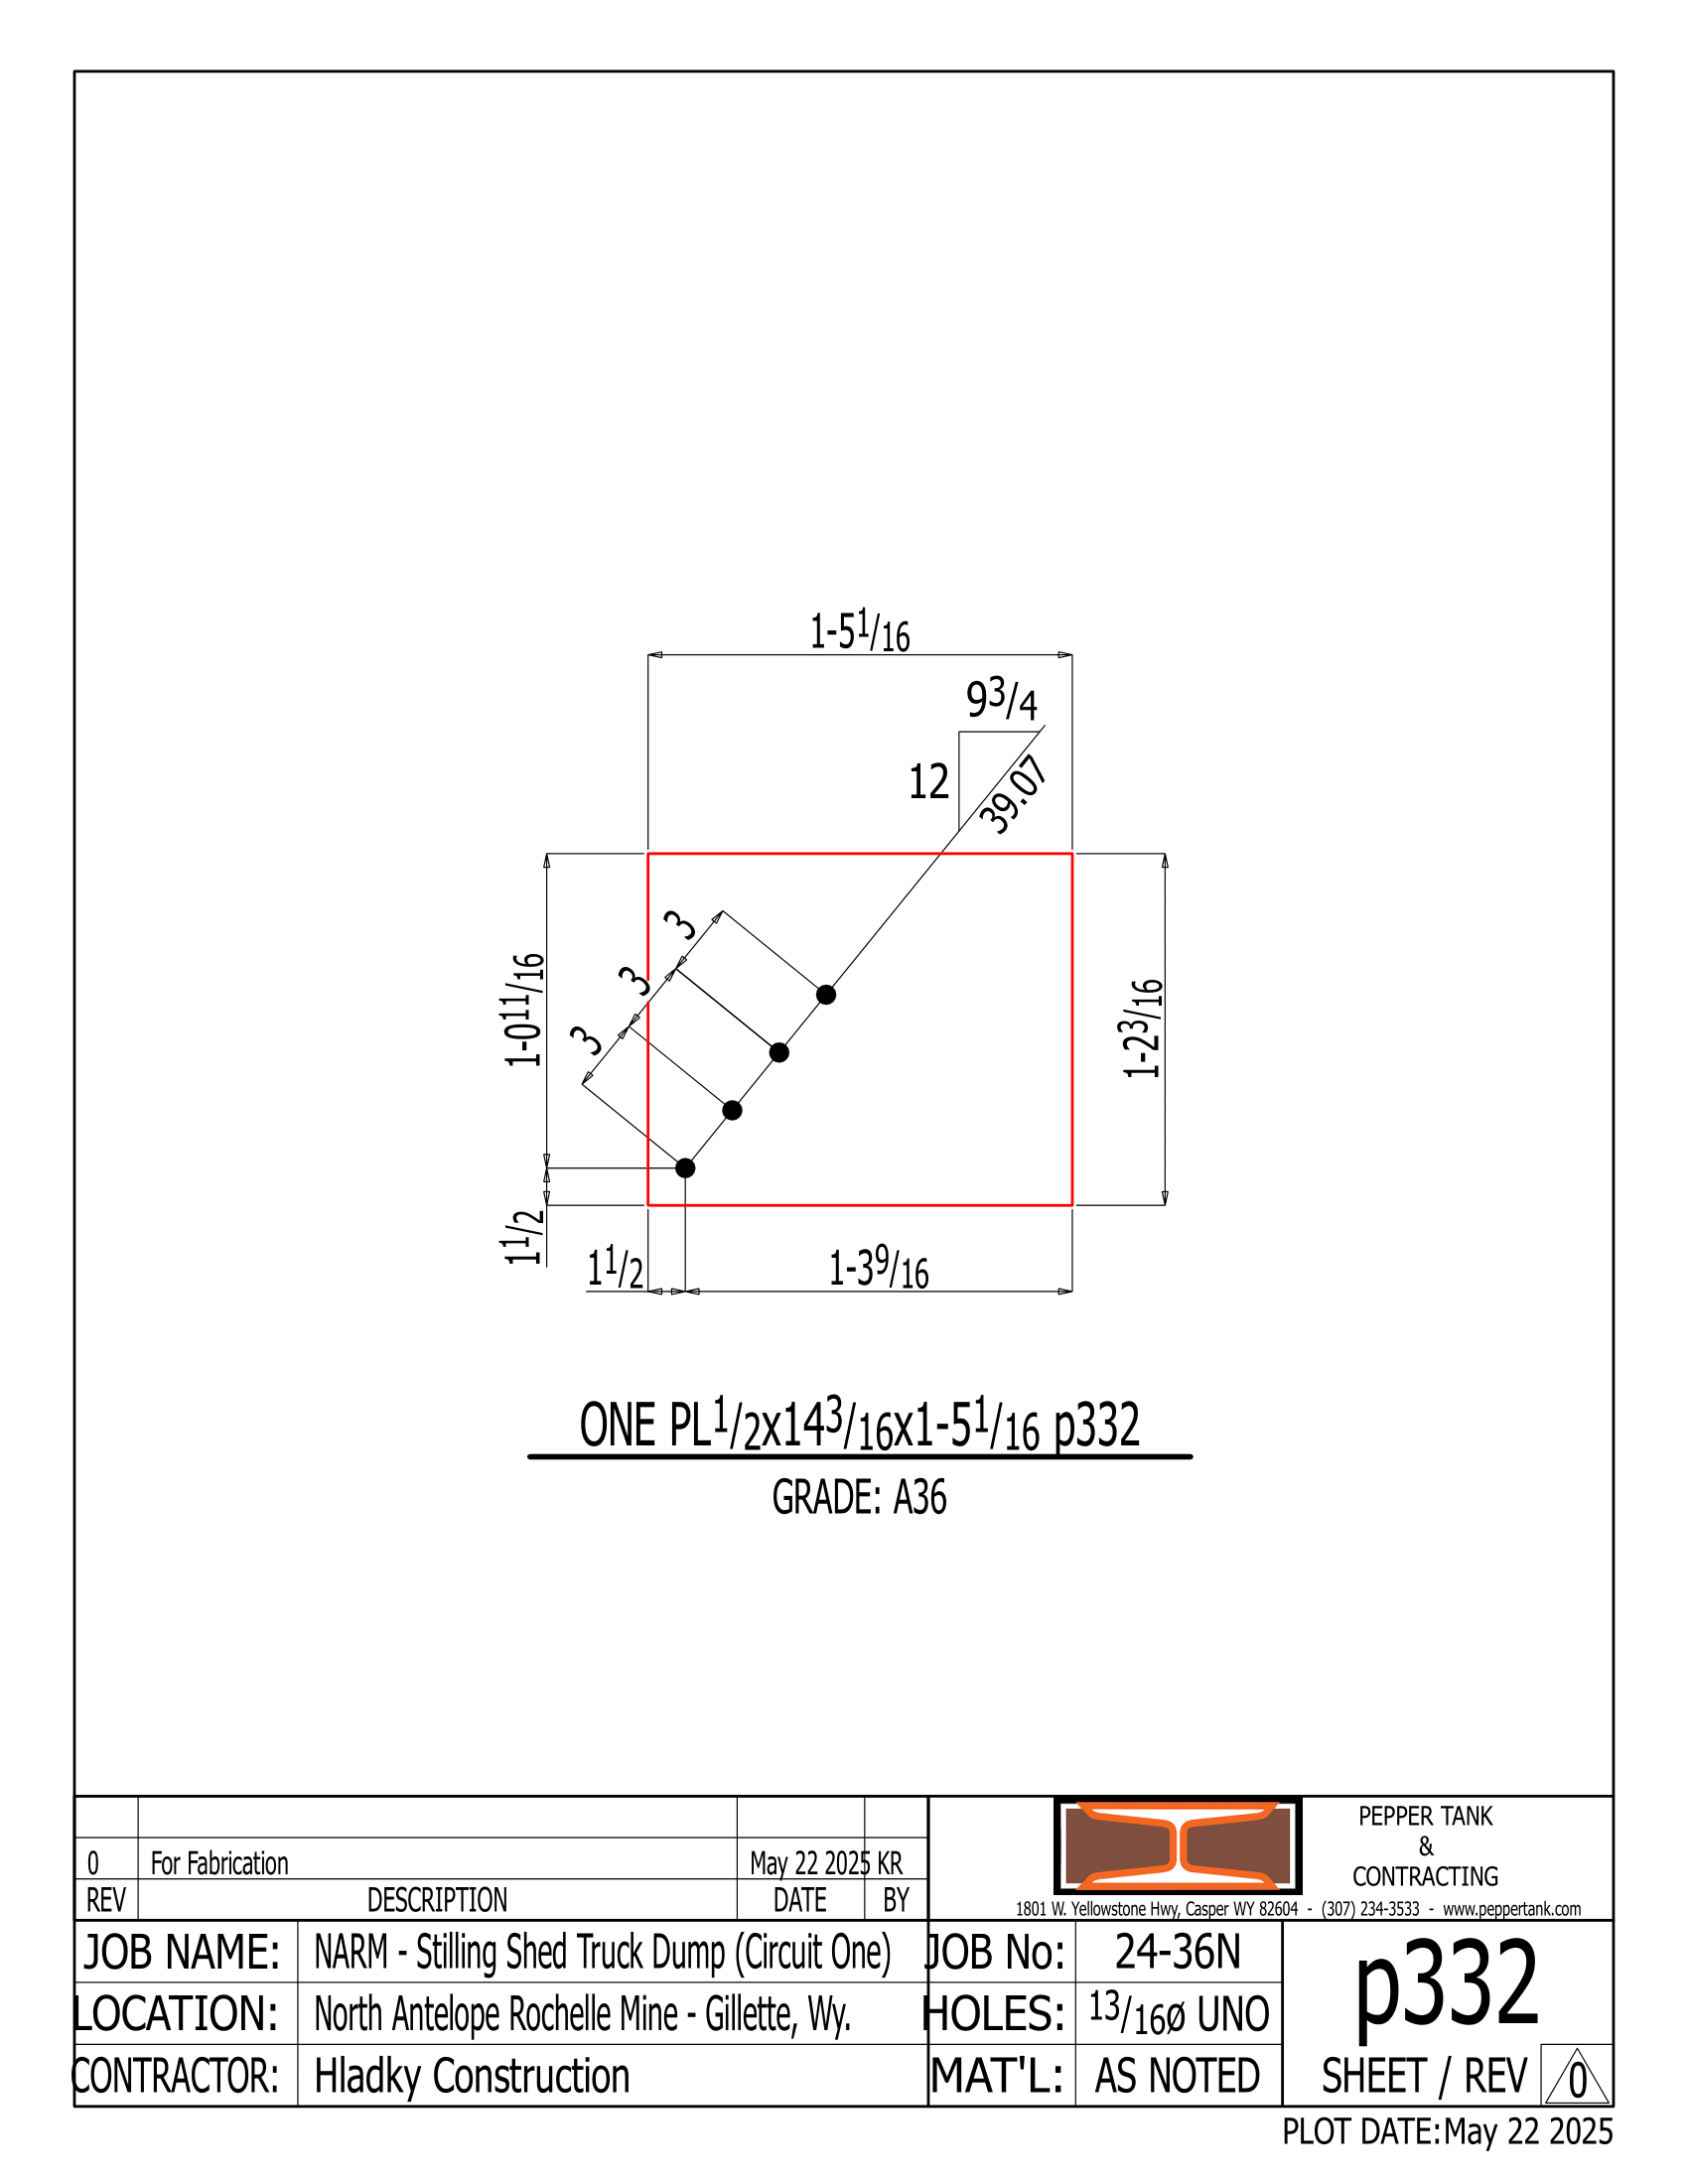 1-5 1/16
9 3/4
12
39.07
3
3
3
1-0 11/16
1-2 3/16
1 1/2
1 1/2
1-3 9/16
ONE PL 1/2x14 3/16x1-5 1/16 p332
GRADE: A36
0 For Fabrication May 22 2025 KR
REV DESCRIPTION DATE BY
PEPPER TANK
&
CONTRACTING
1801 W. Yellowstone Hwy, Casper WY 82604 - (307) 234-3533 - www.peppertank.com
JOB NAME: NARM - Stilling Shed Truck Dump (Circuit One)
LOCATION: North Antelope Rochelle Mine - Gillette, Wy.
CONTRACTOR: Hladky Construction
JOB No: 24-36N
HOLES: 13/16ø UNO
MAT'L: AS NOTED
p332
SHEET / REV 0
PLOT DATE:May 22 2025